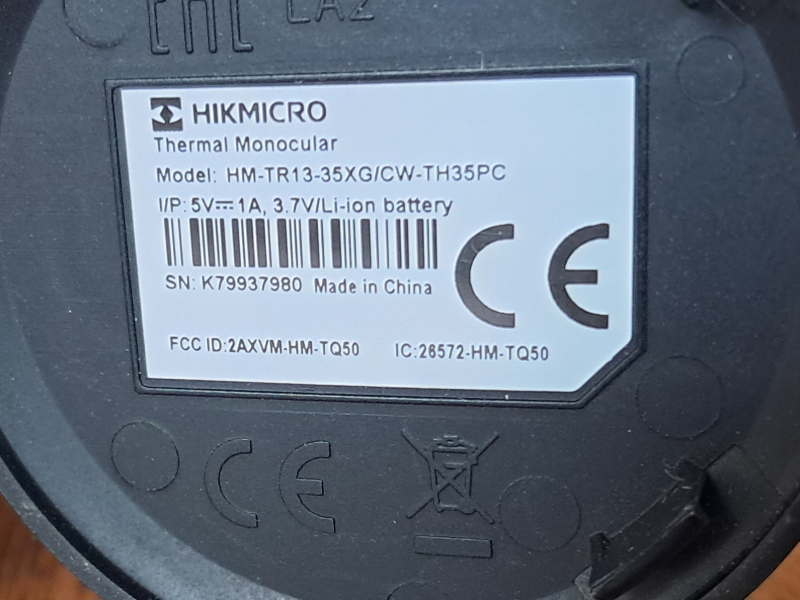 EAC LA2
HIKMICRO
Thermal Monocular
Model: HM-TR13-35XG/CW-TH35PC
I/P: 5V⎓1A, 3.7V/Li-ion battery
SN: K79937980 Made in China
CE
FCC ID:2AXVM-HM-TQ50 IC:26572-HM-TQ50
CE